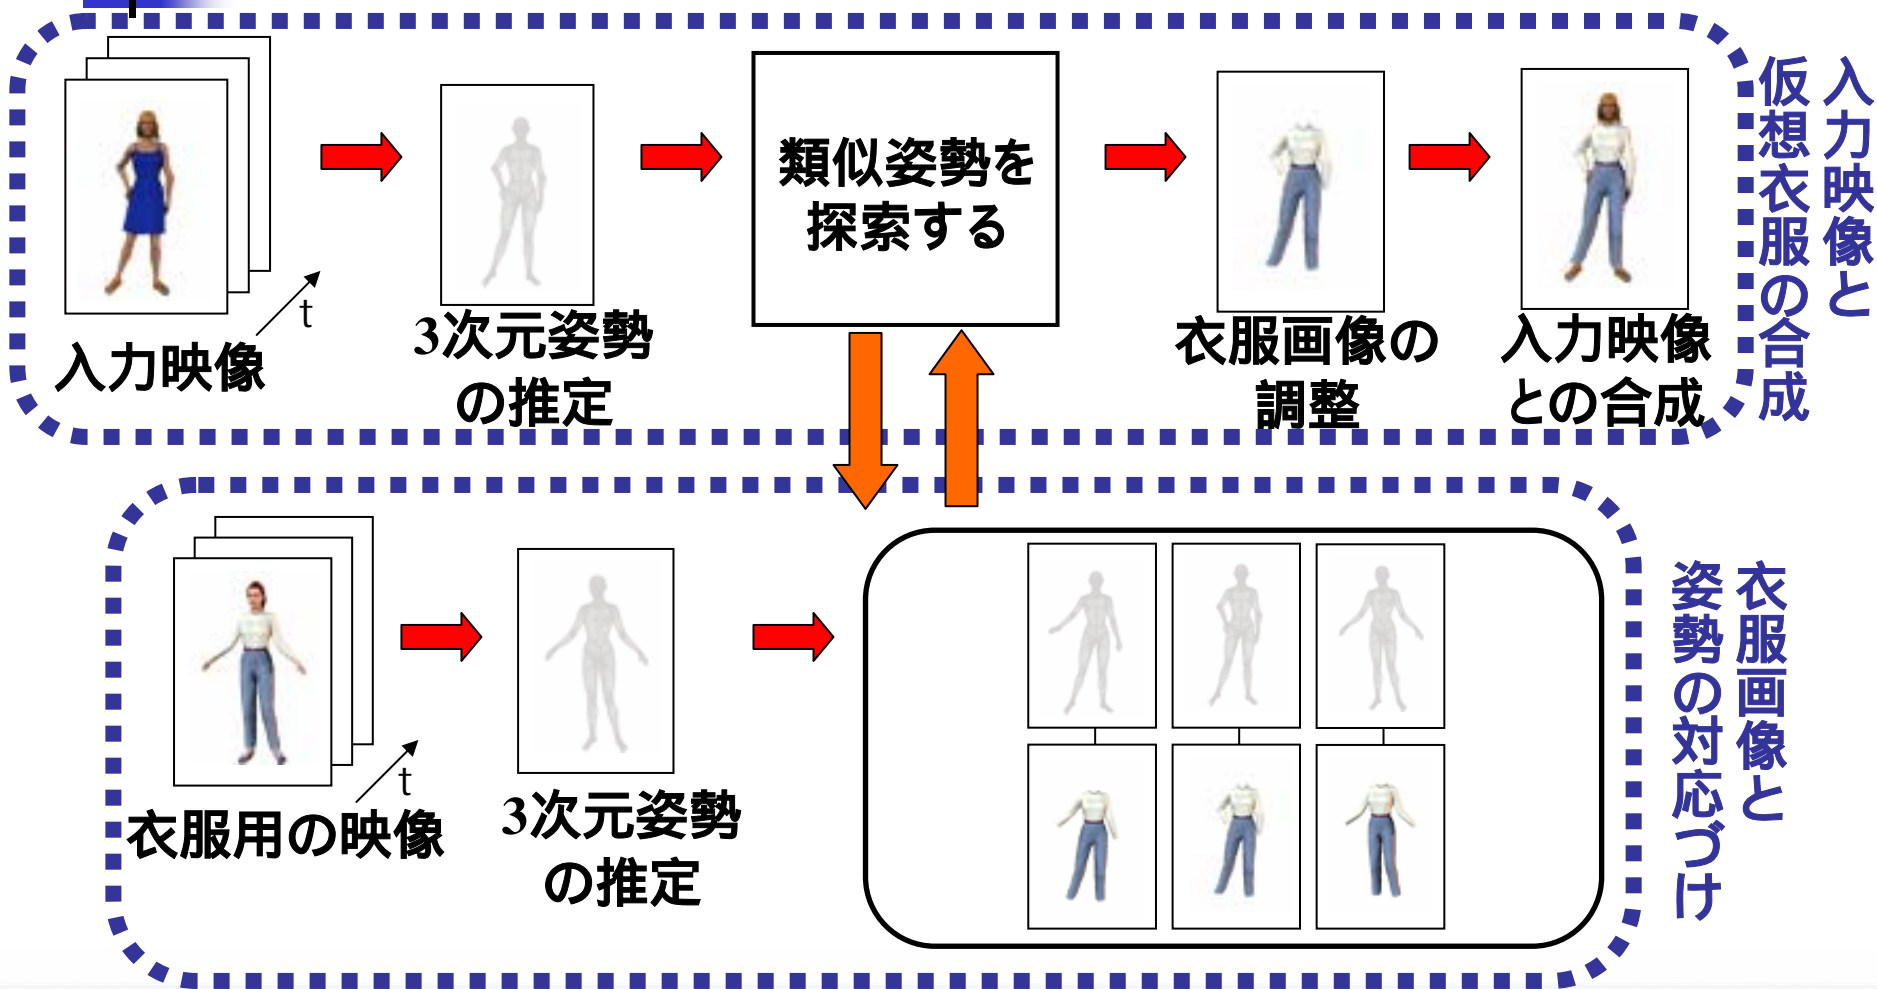 入力映像
t
3次元姿勢
の推定
類似姿勢を
探索する
衣服画像の
調整
入力映像
との合成
入力映像と
仮想衣服の合成
衣服用の映像
t
3次元姿勢
の推定
衣服画像と
姿勢の対応づけ